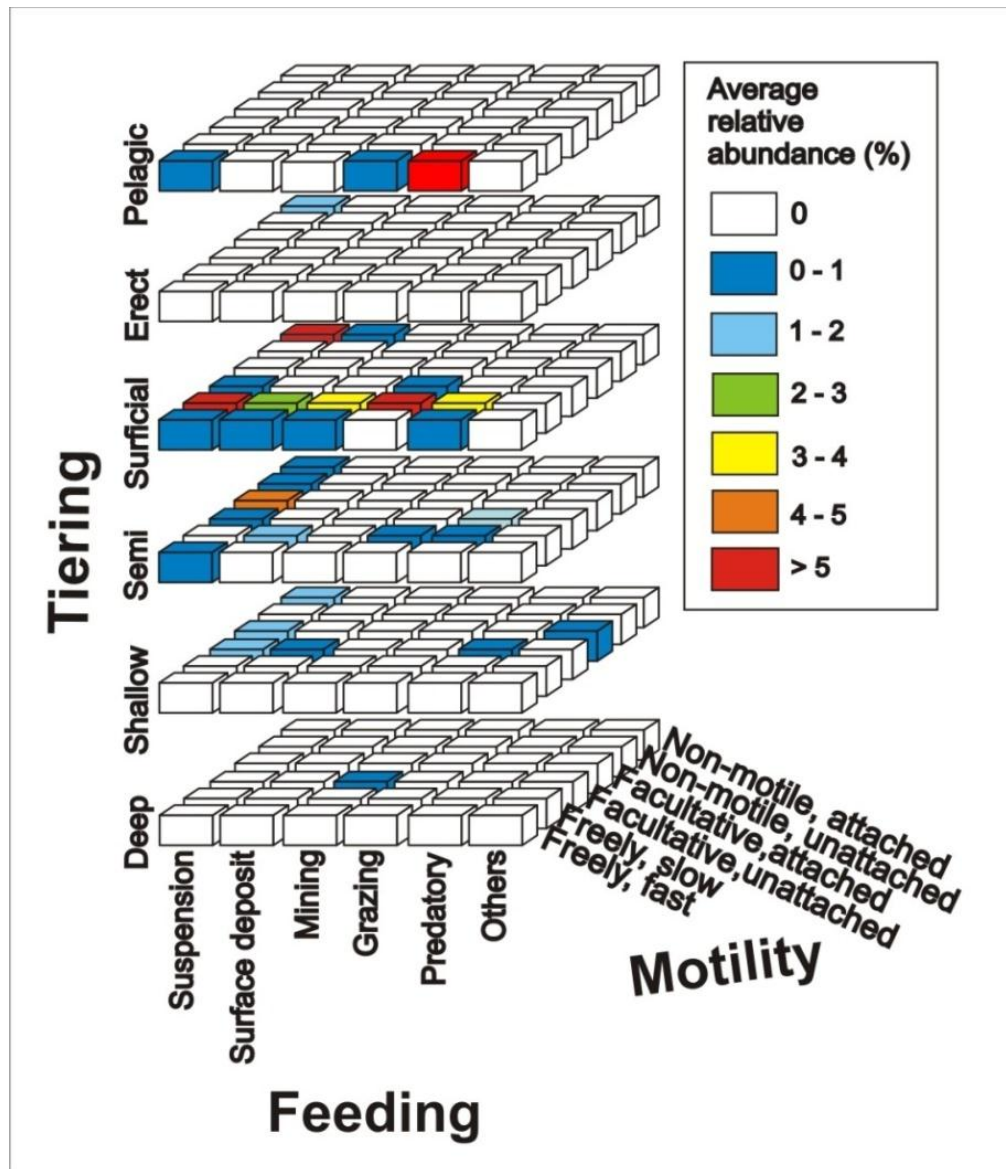 Average
relative
abundance (%)
0
0 - 1
1 - 2
2 - 3
3 - 4
4 - 5
> 5
Tiering
Pelagic
Erect
Surficial
Semi
Shallow
Deep
Suspension
Surface deposit
Mining
Grazing
Predatory
Others
Feeding
Non-motile, attached
Non-motile, unattached
Facultative,attached
Facultative,unattached
Freely, slow
Freely, fast
Motility